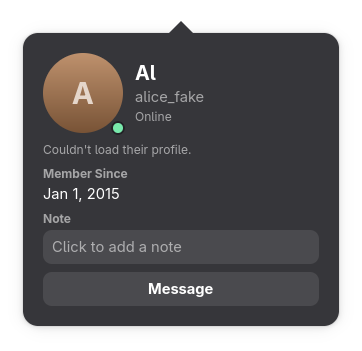 A
Al
alice_fake
Online
Couldn't load their profile.
Member Since
Jan 1, 2015
Note
Click to add a note
Message